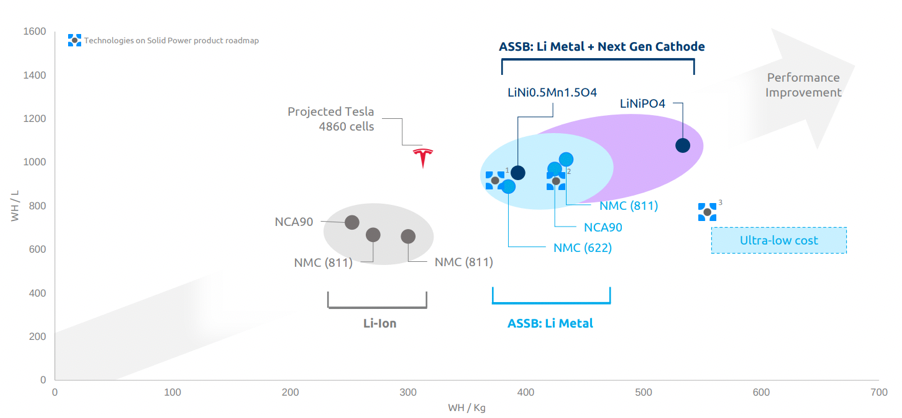 1600
Technologies on Solid Power product roadmap
ASSB: Li Metal + Next Gen Cathode
1400
Performance
Improvement
LiNi0.5Mn1.5O4
LiNiPO4
1200
Projected Tesla
4860 cells
1000
1
2
WH / L
800
NMC (811)
3
NCA90
NCA90
Ultra-low cost
NMC (622)
600
NMC (811)
NMC (811)
400
Li-Ion
ASSB: Li Metal
200
0
0
100
200
300
400
500
600
700
WH / Kg